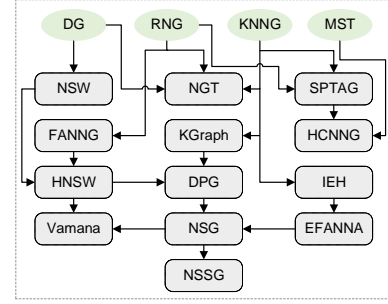 DG RNG KNNG MST
NSW NGT SPTAG
FANNG KGraph HCNNG
HNSW DPG IEH
Vamana NSG EFANNA
NSSG